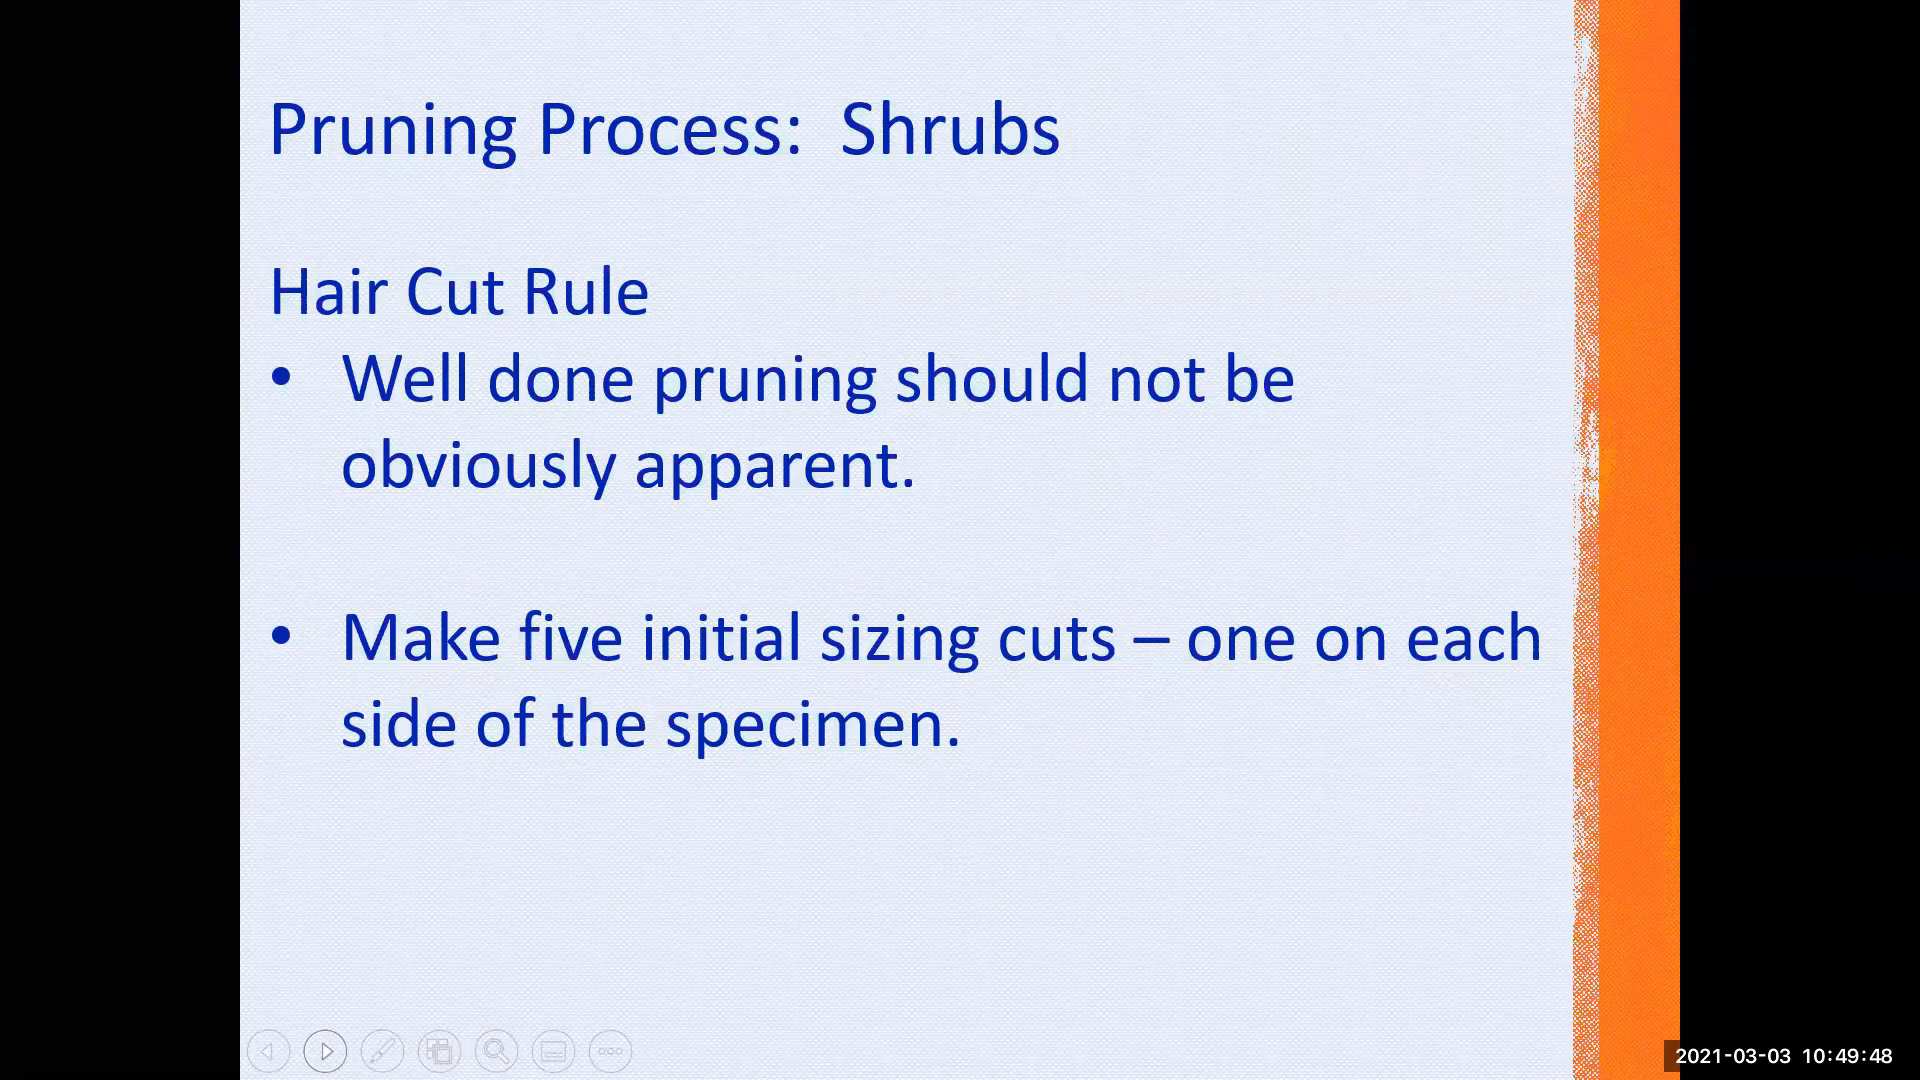 Pruning Process:  Shrubs
Hair Cut Rule
• Well done pruning should not be
obviously apparent.
• Make five initial sizing cuts – one on each
side of the specimen.
2021-03-03 10:49:48